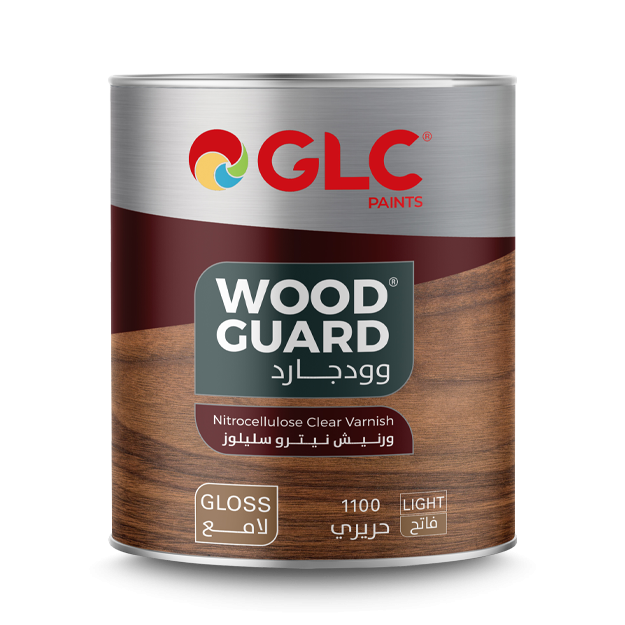 GLC®
PAINTS
WOOD®
GUARD
وودجارد
Nitrocellulose Clear Varnish
ورنيش نيترو سليلوز
GLOSS
لامع
1100
حريري
LIGHT
فاتح